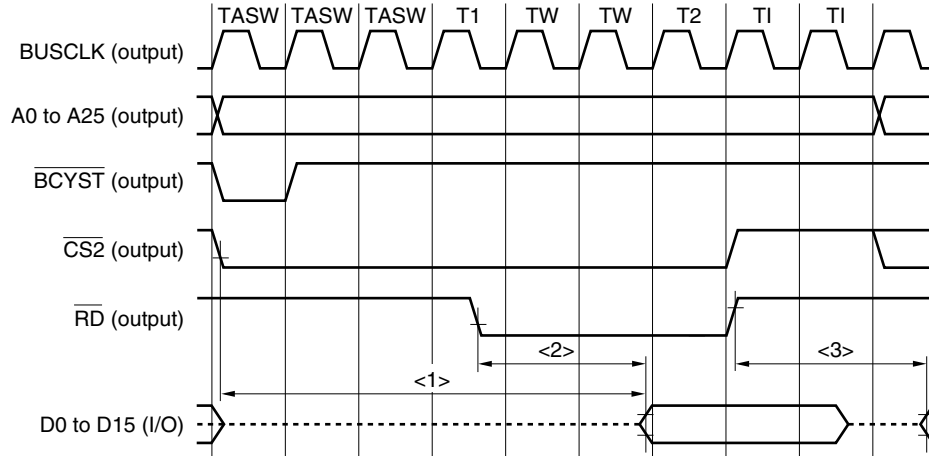 TASW TASW TASW T1 TW TW T2 TI TI
BUSCLK (output)
A0 to A25 (output)
BCYST (output)
CS2 (output)
RD (output)
<2> <3>
<1>
D0 to D15 (I/O)